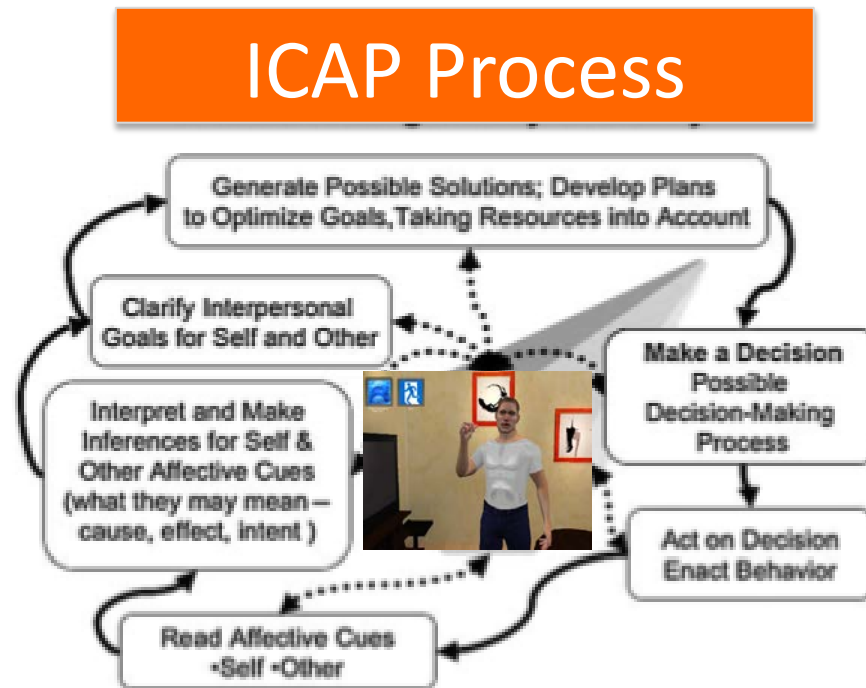 ICAP Process
Generate Possible Solutions; Develop Plans
to Optimize Goals,Taking Resources into Account
Clarify Interpersonal
Goals for Self and Other
Make a Decision
Possible
Decision-Making
Process
Interpret and Make
Inferences for Self &
Other Affective Cues
(what they may mean—
cause, effect, intent )
Act on Decision
Enact Behavior
Read Affective Cues
•Self •Other